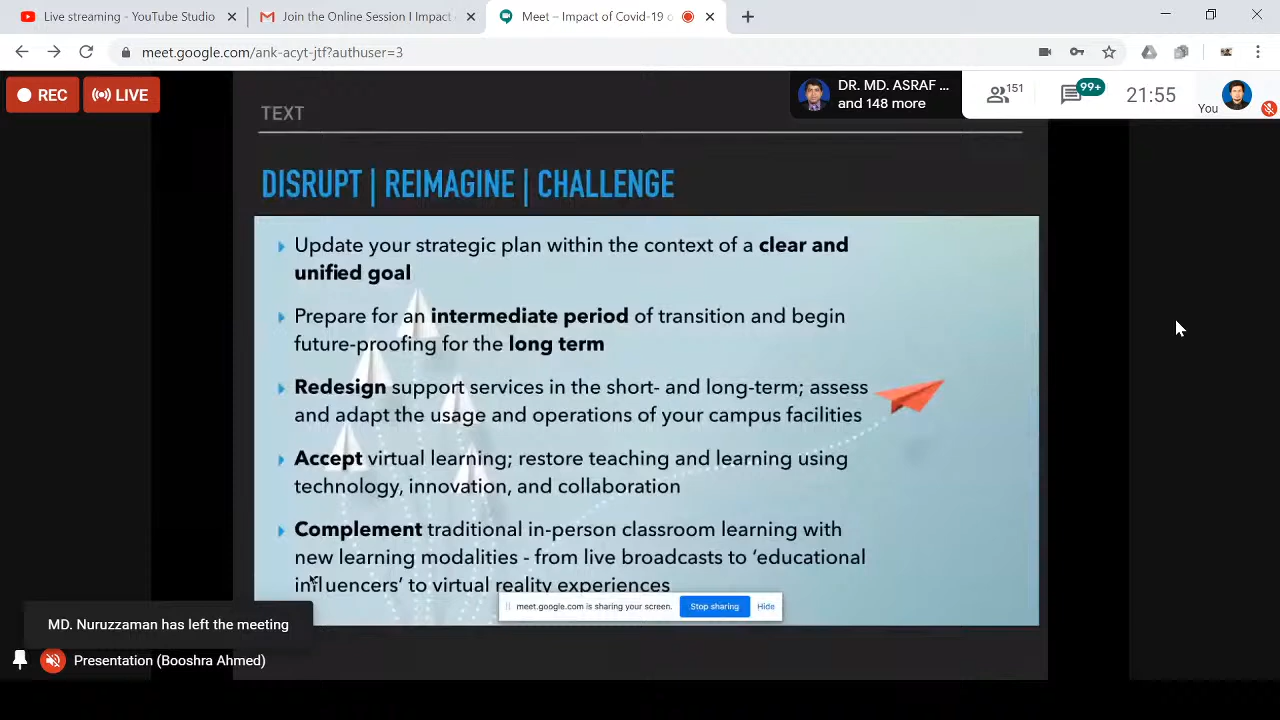 Live streaming - YouTube Studio
Join the Online Session I Impact
Meet – Impact of Covid-19 o
meet.google.com/ank-acyt-jtf?authuser=3
REC
LIVE
DR. MD. ASRAF ...
and 148 more
151
99+
21:55
You
TEXT
DISRUPT | REIMAGINE | CHALLENGE
Update your strategic plan within the context of a clear and
unified goal
Prepare for an intermediate period of transition and begin
future-proofing for the long term
Redesign support services in the short- and long-term; assess
and adapt the usage and operations of your campus facilities
Accept virtual learning; restore teaching and learning using
technology, innovation, and collaboration
Complement traditional in-person classroom learning with
new learning modalities - from live broadcasts to ‘educational
influencers’ to virtual reality experiences
meet.google.com is sharing your screen.
Stop sharing
Hide
MD. Nuruzzaman has left the meeting
Presentation (Booshra Ahmed)